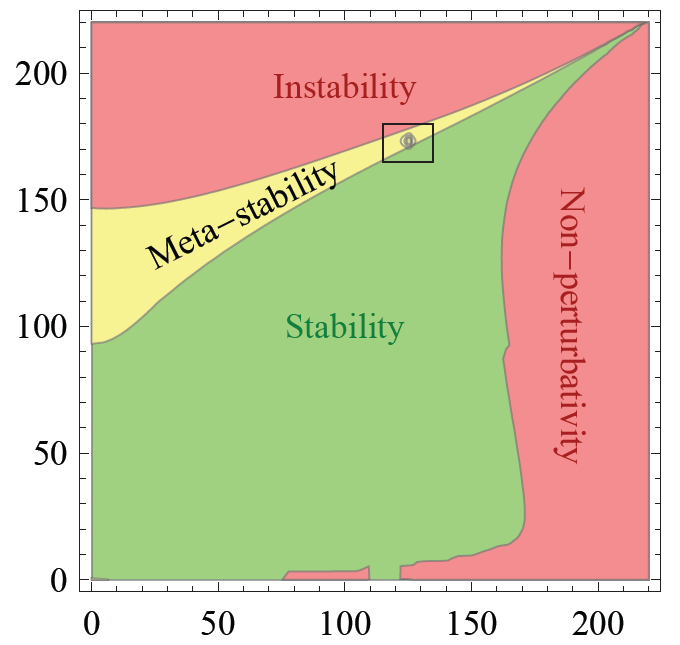 200
Instability
150
Meta−stability
Non−perturbativity
100
Stability
50
0
0 50 100 150 200